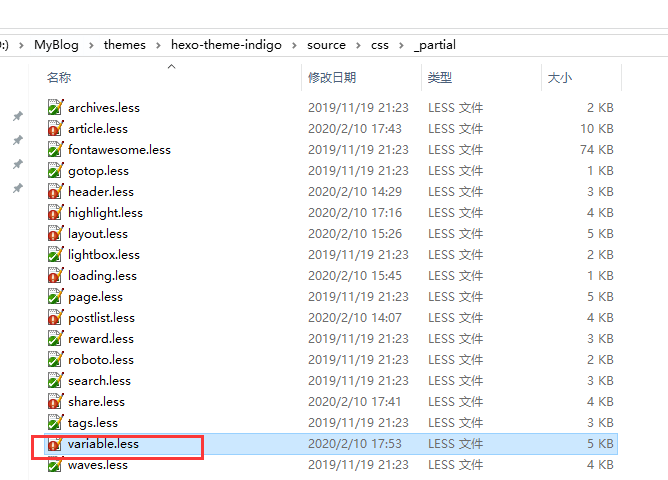 :) > MyBlog > themes > hexo-theme-indigo > source > css > _partial
名称 修改日期 类型 大小
archives.less 2019/11/19 21:23 LESS 文件 2 KB
article.less 2020/2/10 17:43 LESS 文件 10 KB
fontawesome.less 2019/11/19 21:23 LESS 文件 74 KB
gotop.less 2019/11/19 21:23 LESS 文件 1 KB
header.less 2020/2/10 14:29 LESS 文件 3 KB
highlight.less 2020/2/10 17:16 LESS 文件 4 KB
layout.less 2020/2/10 15:26 LESS 文件 5 KB
lightbox.less 2019/11/19 21:23 LESS 文件 2 KB
loading.less 2020/2/10 15:45 LESS 文件 1 KB
page.less 2019/11/19 21:23 LESS 文件 5 KB
postlist.less 2020/2/10 14:07 LESS 文件 4 KB
reward.less 2019/11/19 21:23 LESS 文件 3 KB
roboto.less 2019/11/19 21:23 LESS 文件 2 KB
search.less 2019/11/19 21:23 LESS 文件 3 KB
share.less 2020/2/10 17:41 LESS 文件 4 KB
tags.less 2019/11/19 21:23 LESS 文件 3 KB
variable.less 2020/2/10 17:53 LESS 文件 5 KB
waves.less 2019/11/19 21:23 LESS 文件 4 KB